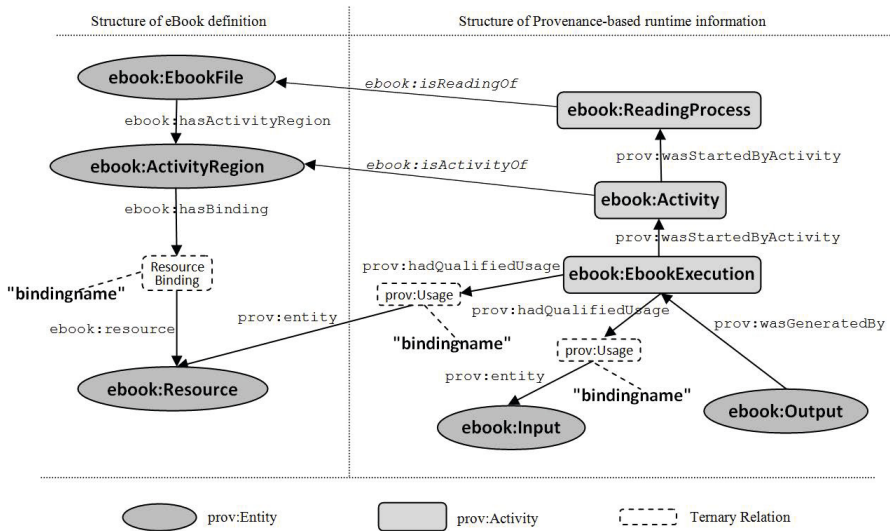 Structure of eBook definition
Structure of Provenance-based runtime information
ebook:EbookFile
ebook:isReadingOf
ebook:ReadingProcess
ebook:hasActivityRegion
prov:wasStartedByActivity
ebook:isActivityOf
ebook:ActivityRegion
ebook:Activity
ebook:hasBinding
prov:wasStartedByActivity
Resource
Binding
prov:hadQualifiedUsage
ebook:EbookExecution
"bindingname"
prov:Usage
prov:hadQualifiedUsage
prov:entity
ebook:resource
prov:wasGeneratedBy
"bindingname"
prov:Usage
prov:entity
ebook:Resource
"bindingname"
ebook:Input
ebook:Output
prov:Entity
prov:Activity
Ternary Relation